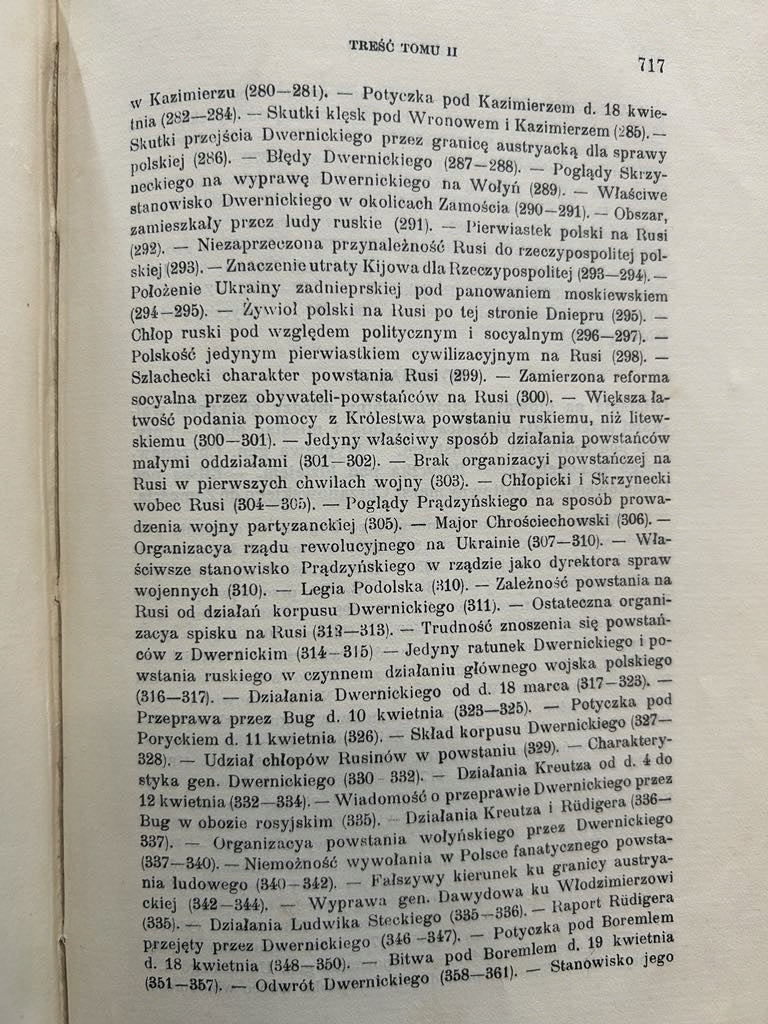 TREŚĆ TOMU II
717
w Kazimierzu (280—281). — Potyczka pod Kazimierzem d. 18 kwie-
tnia (282—284). — Skutki klęsk pod Wronowem i Kazimierzem (285). —
Skutki przejścia Dwernickiego przez granicę austryacką dla sprawy
polskiej (286). — Błędy Dwernickiego (287—288). — Poglądy Skrzy-
neckiego na wyprawę Dwernickiego na Wołyń (289). — Właściwe
stanowisko Dwernickiego w okolicach Zamościa (290—291). — Obszar,
zamieszkały przez ludy ruskie (291). — Pierwiastek polski na Rusi
(292). — Niezaprzeczona przynależność Rusi do rzeczypospolitej pol-
skiej (293). — Znaczenie utraty Kijowa dla Rzeczypospolitej (293—294). —
Położenie Ukrainy zadnieprskiej pod panowaniem moskiewskiem
(294—295). — Żywioł polski na Rusi po tej stronie Dniepru (295). —
Chłop ruski pod względem politycznym i socyalnym (296—297). —
Polskość jedynym pierwiastkiem cywilizacyjnym na Rusi (298). —
Szlachecki charakter powstania Rusi (299). — Zamierzona reforma
socyalna przez obywateli-powstańców na Rusi (300). — Większa ła-
twość podania pomocy z Królestwa powstaniu ruskiemu, niż litew-
skiemu (300—301). — Jedyny właściwy sposób działania powstańców
małymi oddziałami (301—302). — Brak organizacyi powstańczej na
Rusi w pierwszych chwilach wojny (303). — Chłopicki i Skrzynecki
wobec Rusi (304—305). — Poglądy Prądzyńskiego na sposób prowa-
dzenia wojny partyzanckiej (305). — Major Chrościechowski (306). —
Organizacya rządu rewolucyjnego na Ukrainie (307—310). — Wła-
ściwsze stanowisko Prądzyńskiego w rządzie jako dyrektora spraw
wojennych (310). — Legia Podolska (310). — Zależność powstania na
Rusi od działań korpusu Dwernickiego (311). — Ostateczna organi-
zacya spisku na Rusi (312—313). — Trudność znoszenia się powstań-
ców z Dwernickim (314—315) — Jedyny ratunek Dwernickiego i po-
wstania ruskiego w czynnem działaniu głównego wojska polskiego
(316—317). — Działania Dwernickiego od d. 18 marca (317—323). —
Przeprawa przez Bug d. 10 kwietnia (323—325). — Potyczka pod
Poryckiem d. 11 kwietnia (326). — Skład korpusu Dwernickiego (327—
328). — Udział chłopów Rusinów w powstaniu (329). — Charaktery-
styka gen. Dwernickiego (330—332). — Działania Kreutza od d. 4 do
12 kwietnia (332—334). — Wiadomość o przeprawie Dwernickiego przez
Bug w obozie rosyjskim (335). — Działania Kreutza i Rüdigera (336—
337). — Organizacya powstania wołyńskiego przez Dwernickiego
(337—340). — Niemożność wywołania w Polsce fanatycznego powsta-
nia ludowego (340—342). — Fałszywy kierunek ku granicy austrya-
ckiej (342—344). — Wyprawa gen. Dawydowa ku Włodzimierzowi
(335). — Działania Ludwika Steckiego (335—336). — Raport Rüdigera
przejęty przez Dwernickiego (346—347). — Potyczka pod Boremlem
d. 18 kwietnia (348—350). — Bitwa pod Boremlem d. 19 kwietnia
(351—357). — Odwrót Dwernickiego (358—361). — Stanowisko jego